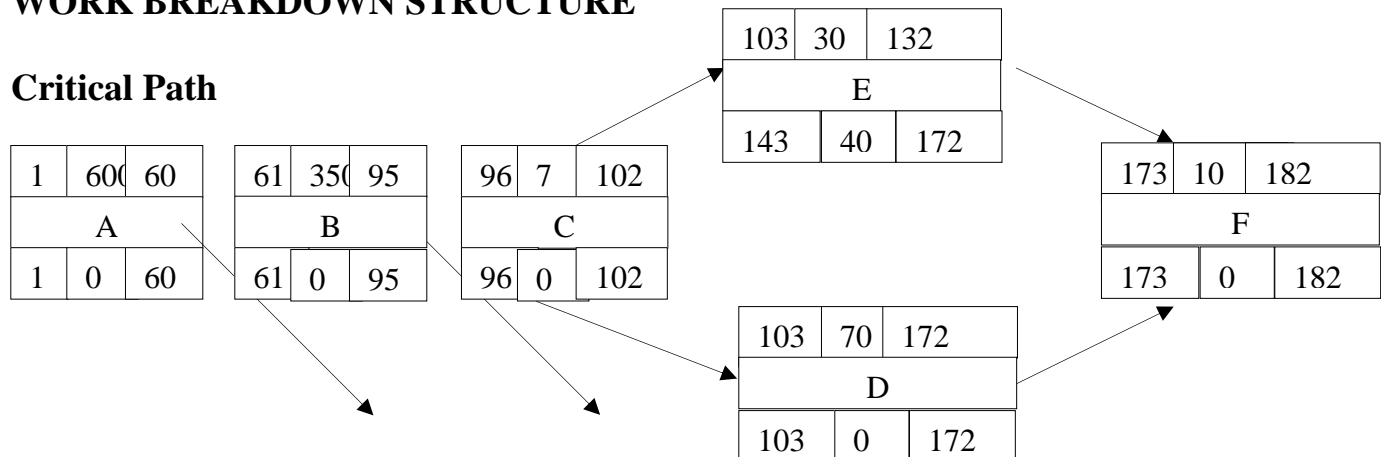 WORK BREAKDOWN STRUCTURE
Critical Path
1 600 60
A
1 0 60
61 350 95
B
61 0 95
96 7 102
C
96 0 102
103 30 132
E
143 40 172
103 70 172
D
103 0 172
173 10 182
F
173 0 182